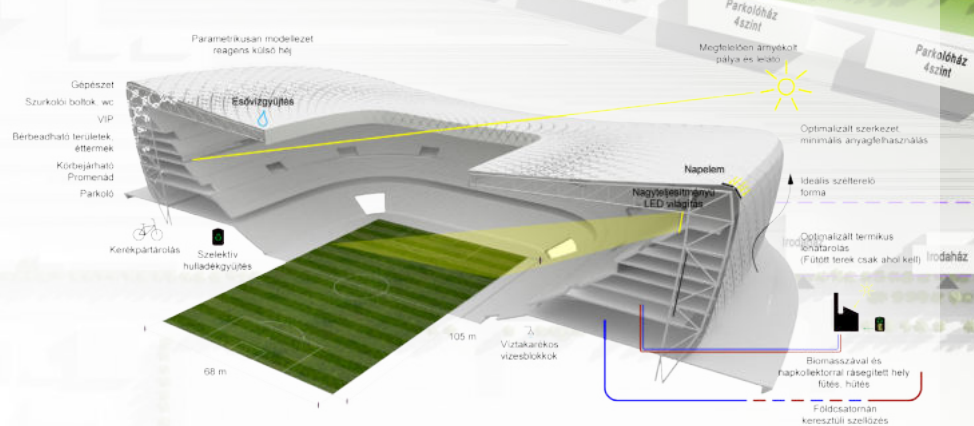 Parkolóház
4szint
Parkolóház
4szint
Parametrikusan modellezet
reagens külső héj
Megfelelően árnyékolt
pálya és lelátó
Gépészet
Szurkolói boltok, wc
VIP
Bérbeadható területek,
éttermek
Körbejárható
Promenád
Parkoló
Esővízgyűjtés
Optimalizált szerkezet,
minimális anyagfelhasználás
Napelem
Nagyteljesítményű
LED világítás
Ideális szélterelő
forma
Kerékpártárolás
Szelektív
hulladékgyűjtés
Optimalizált termikus
lehatárolás
(Fűtött terek csak ahol kell)
Irodaház
Irodaház
105 m
68 m
Víztakarékos
vizesblokkok
Biomasszával és
napkollektorral rásegített hely
fűtés, hűtés
Földcsatornán
keresztüli szellőzés